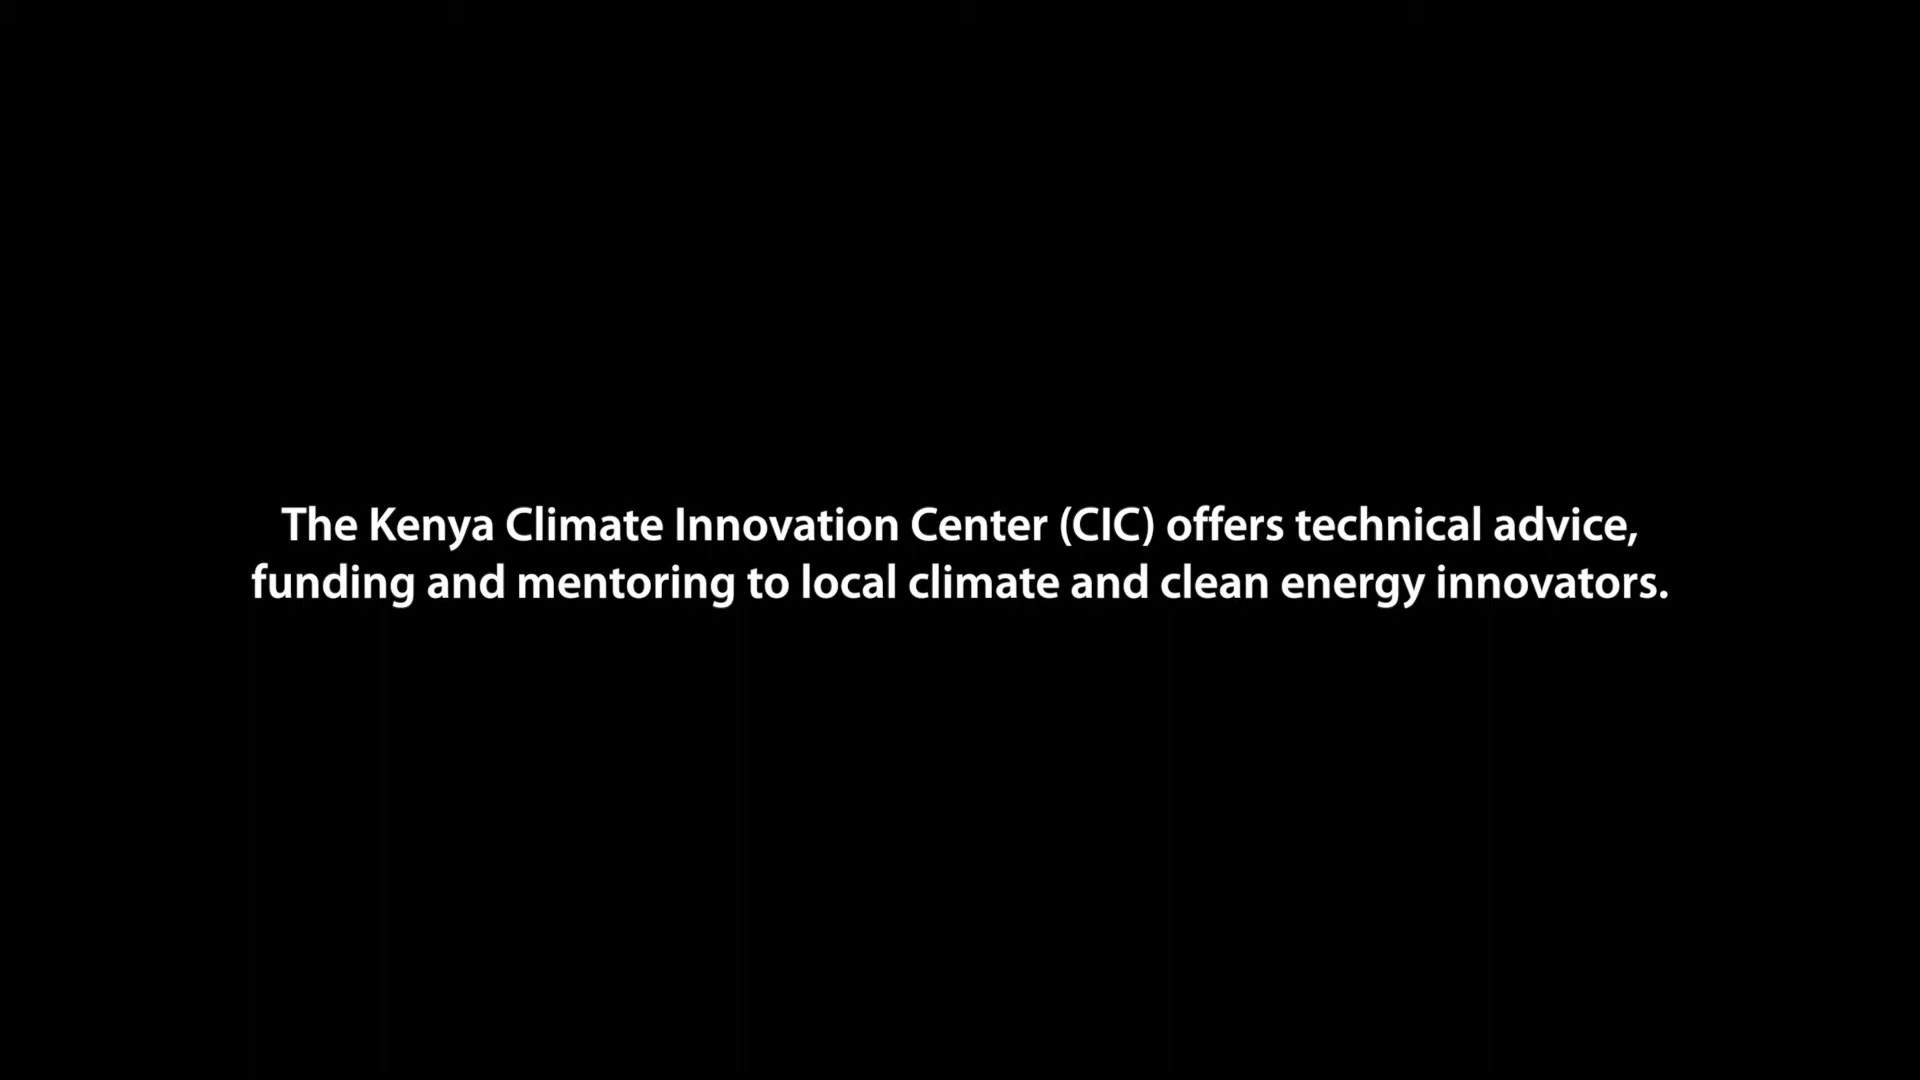 The Kenya Climate Innovation Center (CIC) offers technical advice,
funding and mentoring to local climate and clean energy innovators.